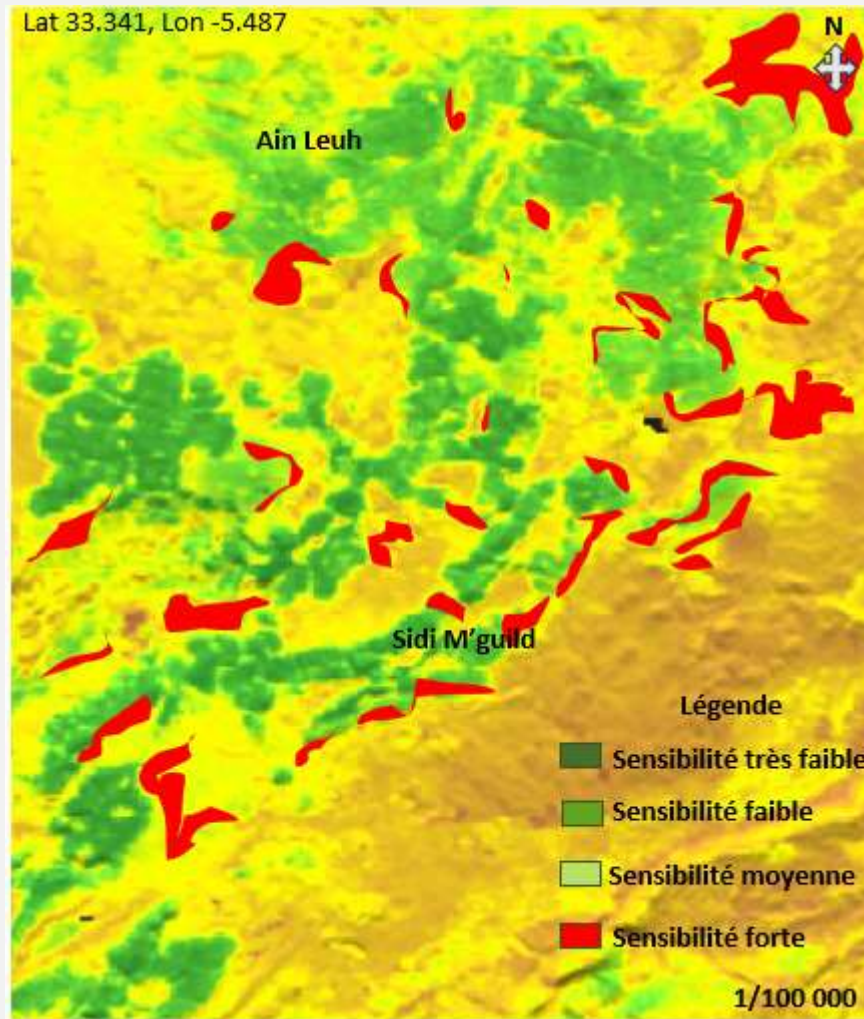 Lat 33.341, Lon -5.487
N
Ain Leuh
Sidi M'guild
Légende
Sensibilité très faible
Sensibilité faible
Sensibilité moyenne
Sensibilité forte
1/100 000